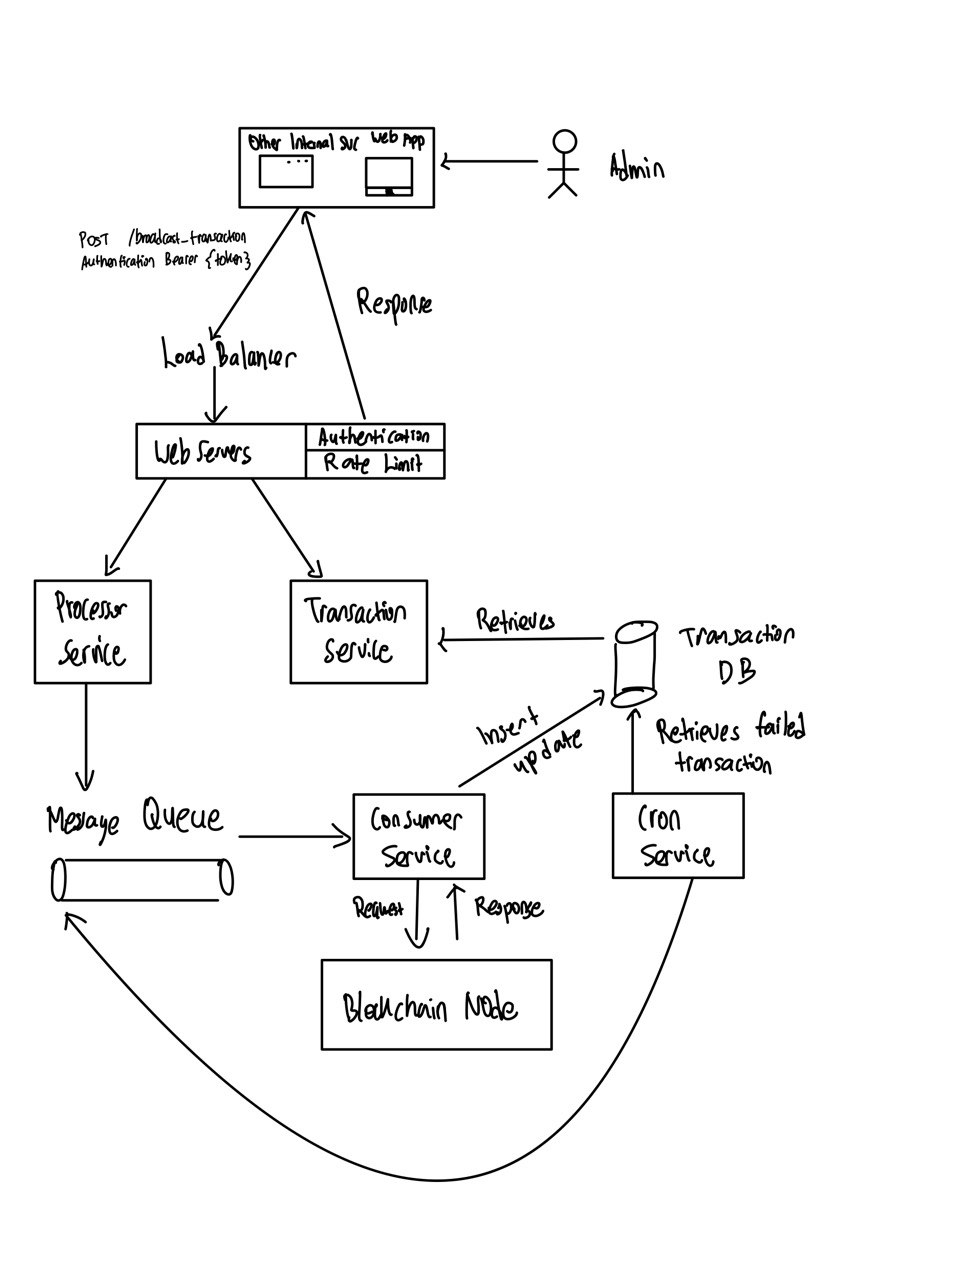 Other Internal svc
Web App
Admin
POST /broadcast_transaction
Authentication Bearer {token}
Response
Load Balancer
Web Servers
Authentication
Rate Limit
Processor
Service
Transaction
Service
Retrieves
Transaction
DB
Insert
update
Retrieves failed
transaction
Message Queue
Consumer
Service
Cron
Service
Request
Response
Blockchain Node